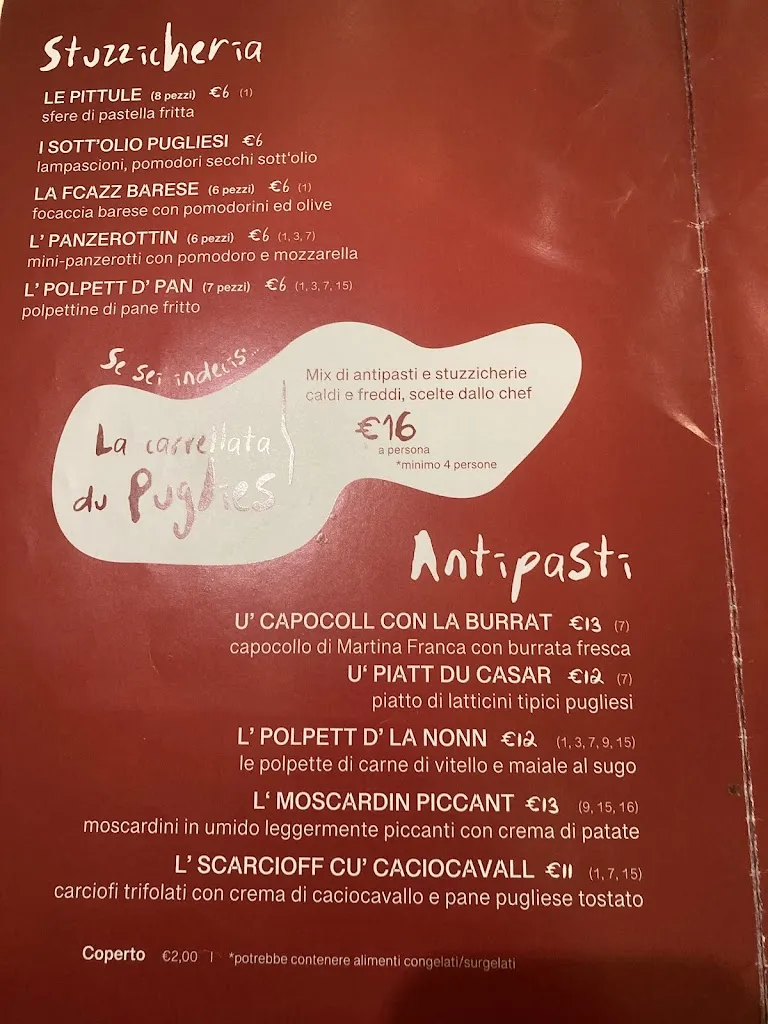 Stuzzicheria
LE PITTULE (8 pezzi) €6 (1)
sfere di pastella fritta
I SOTT'OLIO PUGLIESI €6
lampascioni, pomodori secchi sott'olio
LA FCAZZ BARESE (6 pezzi) €6 (1)
focaccia barese con pomodorini ed olive
L' PANZEROTTIN (6 pezzi) €6 (1, 3, 7)
mini-panzerotti con pomodoro e mozzarella
L' POLPETT D' PAN (7 pezzi) €6 (1, 3, 7, 15)
polpettine di pane fritto
Se sei indecis...
La carrellata
du Puglies
Mix di antipasti e stuzzicherie
caldi e freddi, scelte dallo chef
€16
a persona
*minimo 4 persone
Antipasti
U' CAPOCOLL CON LA BURRAT €13 (7)
capocollo di Martina Franca con burrata fresca
U' PIATT DU CASAR €12 (7)
piatto di latticini tipici pugliesi
L' POLPETT D' LA NONN €12 (1, 3, 7, 9, 15)
le polpette di carne di vitello e maiale al sugo
L' MOSCARDIN PICCANT €13 (9, 15, 16)
moscardini in umido leggermente piccanti con crema di patate
L' SCARCIOFF CU' CACIOCAVALL €11 (1, 7, 15)
carciofi trifolati con crema di caciocavallo e pane pugliese tostato
Coperto €2,00 | *potrebbe contenere alimenti congelati/surgelati